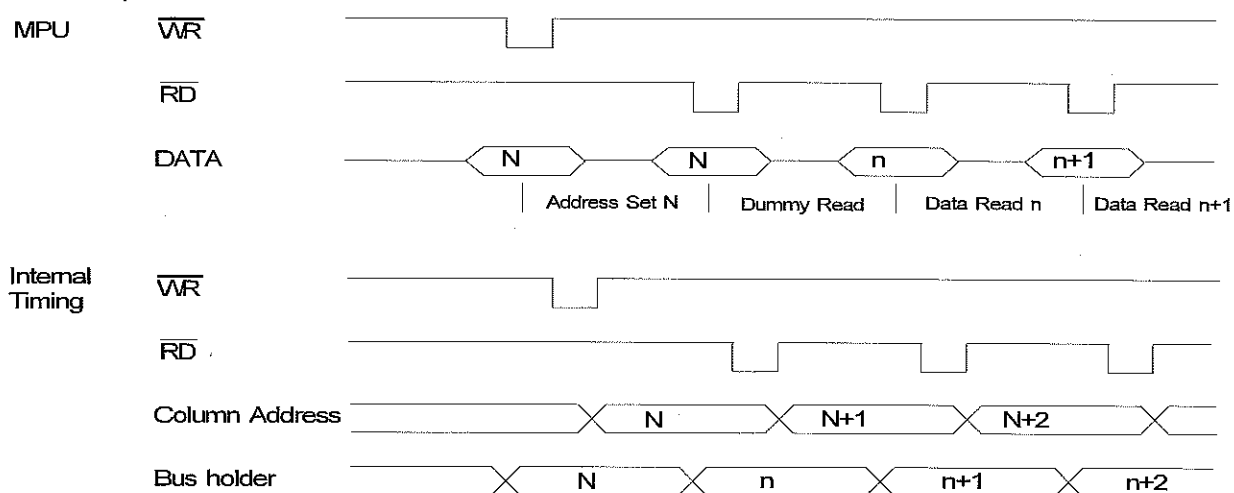 MPU WR
RD
DATA N N n n+1
Address Set N Dummy Read Data Read n Data Read n+1
Internal
Timing WR
RD
Column Address N N+1 N+2
Bus holder N n n+1 n+2